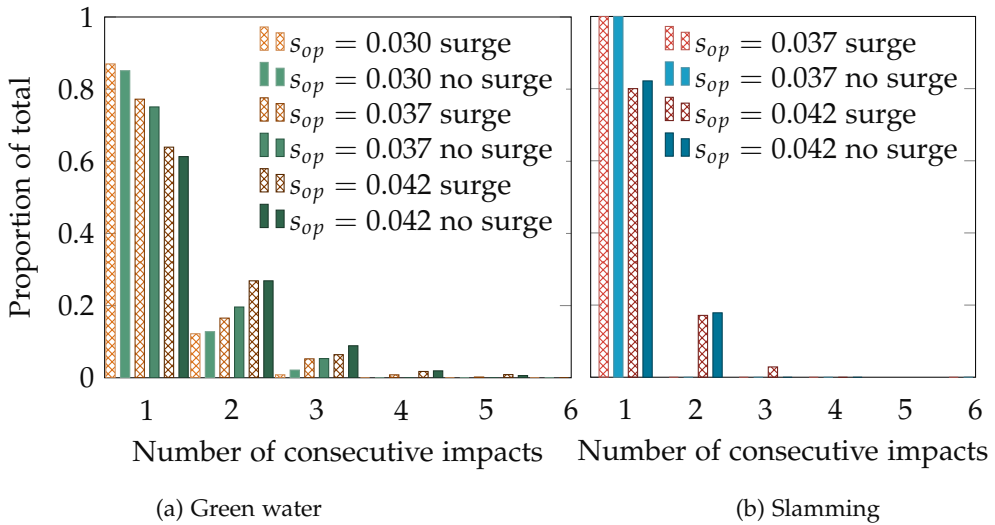 Proportion of total
1
0.8
0.6
0.4
0.2
0
s_op = 0.030 surge
s_op = 0.030 no surge
s_op = 0.037 surge
s_op = 0.037 no surge
s_op = 0.042 surge
s_op = 0.042 no surge
1 2 3 4 5 6
Number of consecutive impacts
(a) Green water
s_op = 0.037 surge
s_op = 0.037 no surge
s_op = 0.042 surge
s_op = 0.042 no surge
1 2 3 4 5 6
Number of consecutive impacts
(b) Slamming